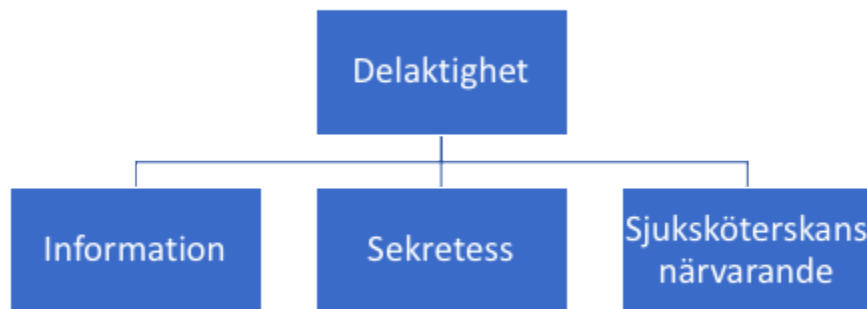 Delaktighet
Information
Sekretess
Sjuksköterskans
närvarande